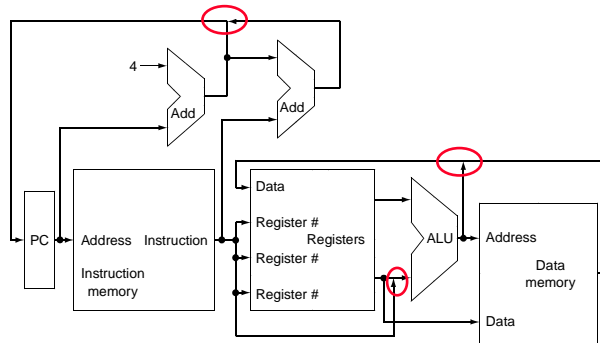 4
Add
Add
PC
Address
Instruction
Instruction
memory
Data
Register #
Registers
Register #
Register #
ALU
Address
Data
memory
Data